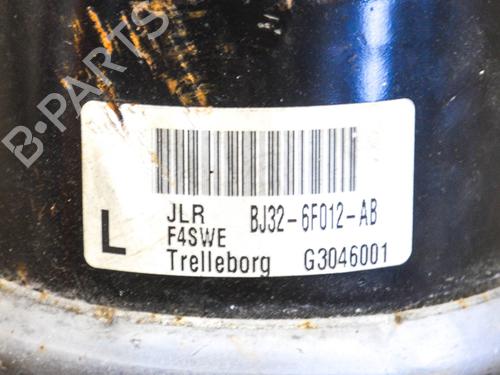 B-PARTS
JLR BJ32-6F012-AB
L F4SWE
Trelleborg G3046001